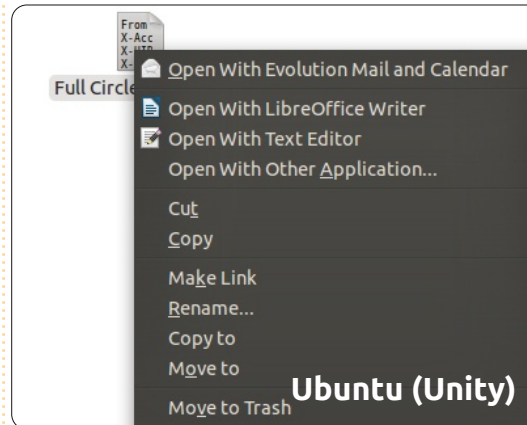 From
X-Acc
X-UID
X-
Full Circle
Open With Evolution Mail and Calendar
Open With LibreOffice Writer
Open With Text Editor
Open With Other Application...
Cut
Copy
Make Link
Rename...
Copy to
Move to
Ubuntu (Unity)
Move to Trash